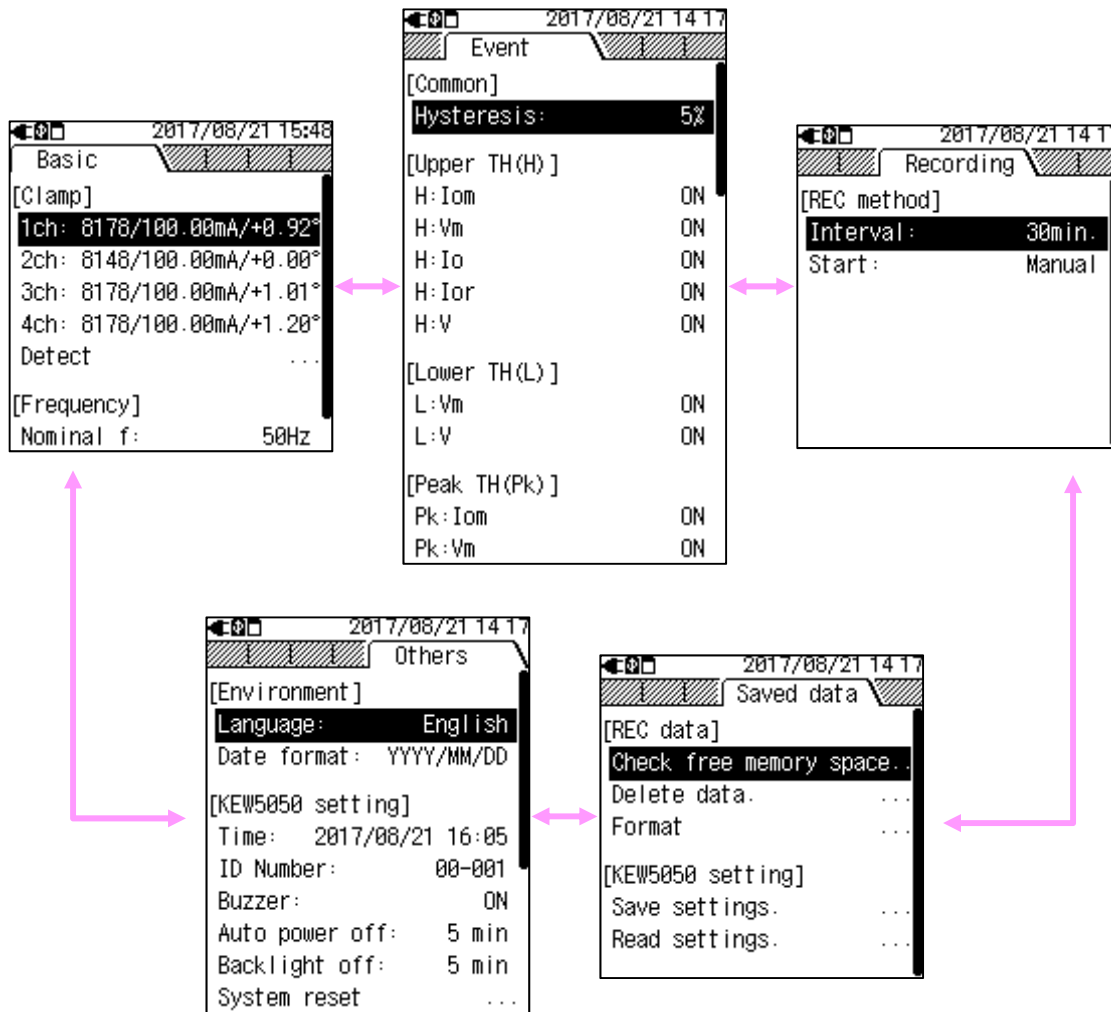 2017/08/21 15:48
Basic
[Clamp]
1ch: 8178/100.00mA/+0.92°
2ch: 8148/100.00mA/+0.00°
3ch: 8178/100.00mA/+1.01°
4ch: 8178/100.00mA/+1.20°
Detect ...
[Frequency]
Nominal f: 50Hz
2017/08/21 14 17
Event
[Common]
Hysteresis: 5%
[Upper TH(H)]
H:Iom ON
H:Vm ON
H:Io ON
H:Ior ON
H:V ON
[Lower TH(L)]
L:Vm ON
L:V ON
[Peak TH(Pk)]
Pk:Iom ON
Pk:Vm ON
2017/08/21 14 1
Recording
[REC method]
Interval: 30min.
Start: Manual
2017/08/21 14 17
Others
[Environment]
Language: English
Date format: YYYY/MM/DD
[KEW5050 setting]
Time: 2017/08/21 16:05
ID Number: 00-001
Buzzer: ON
Auto power off: 5 min
Backlight off: 5 min
System reset ...
2017/08/21 14 17
Saved data
[REC data]
Check free memory space..
Delete data. ...
Format ...
[KEW5050 setting]
Save settings. ...
Read settings. ...